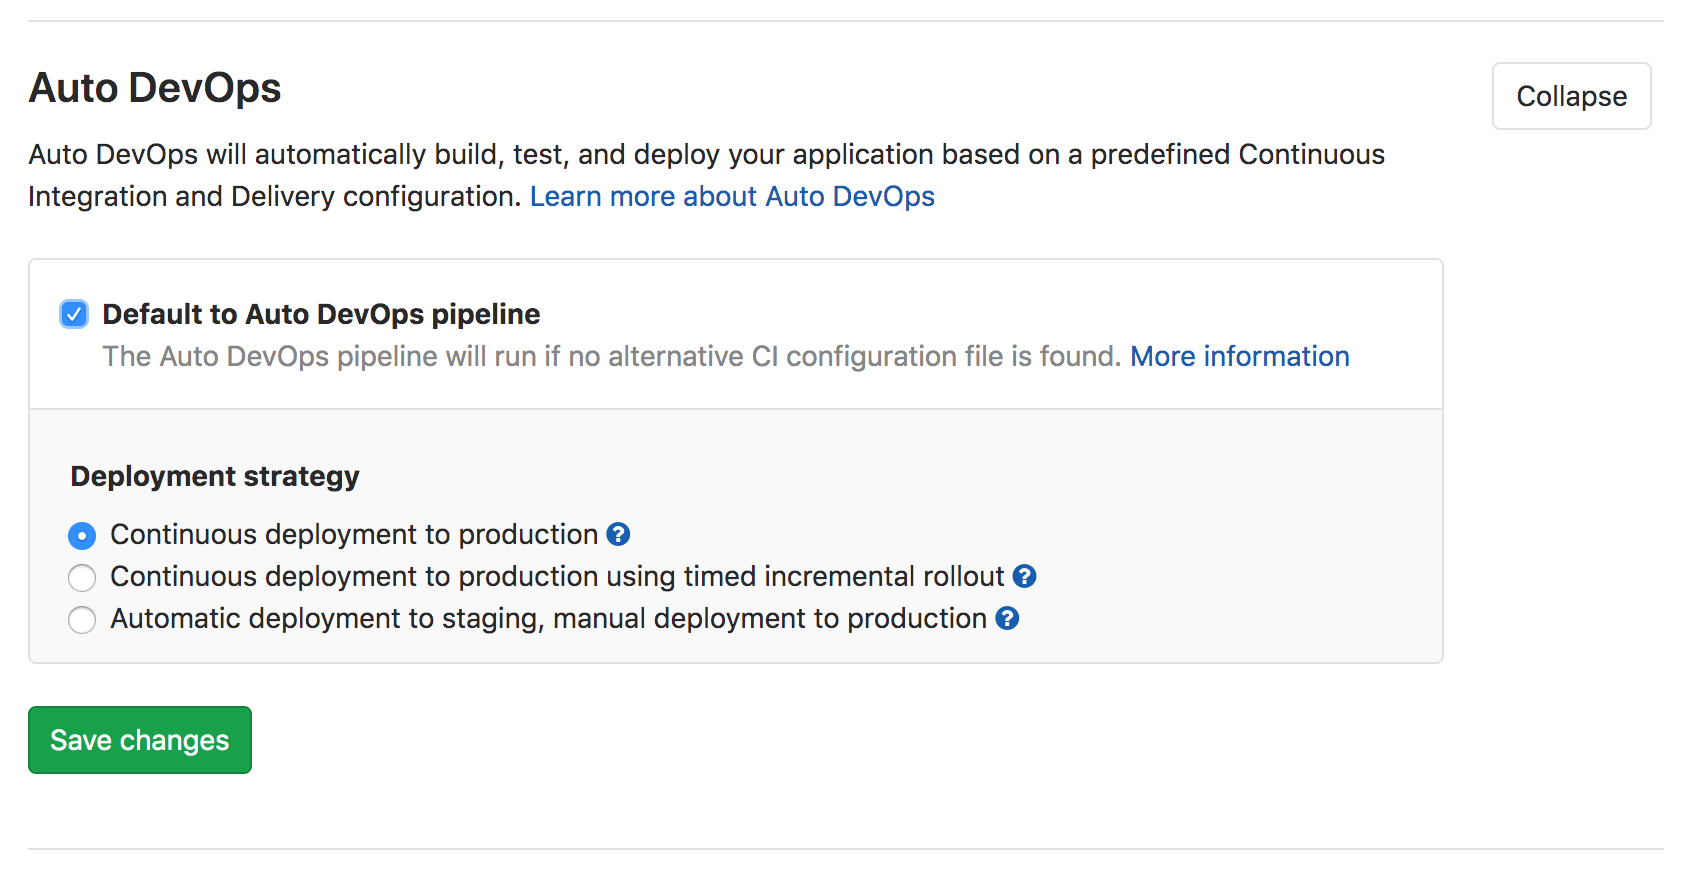 Auto DevOps
Collapse
Auto DevOps will automatically build, test, and deploy your application based on a predefined Continuous
Integration and Delivery configuration. Learn more about Auto DevOps
Default to Auto DevOps pipeline
The Auto DevOps pipeline will run if no alternative CI configuration file is found. More information
Deployment strategy
Continuous deployment to production ?
Continuous deployment to production using timed incremental rollout ?
Automatic deployment to staging, manual deployment to production ?
Save changes